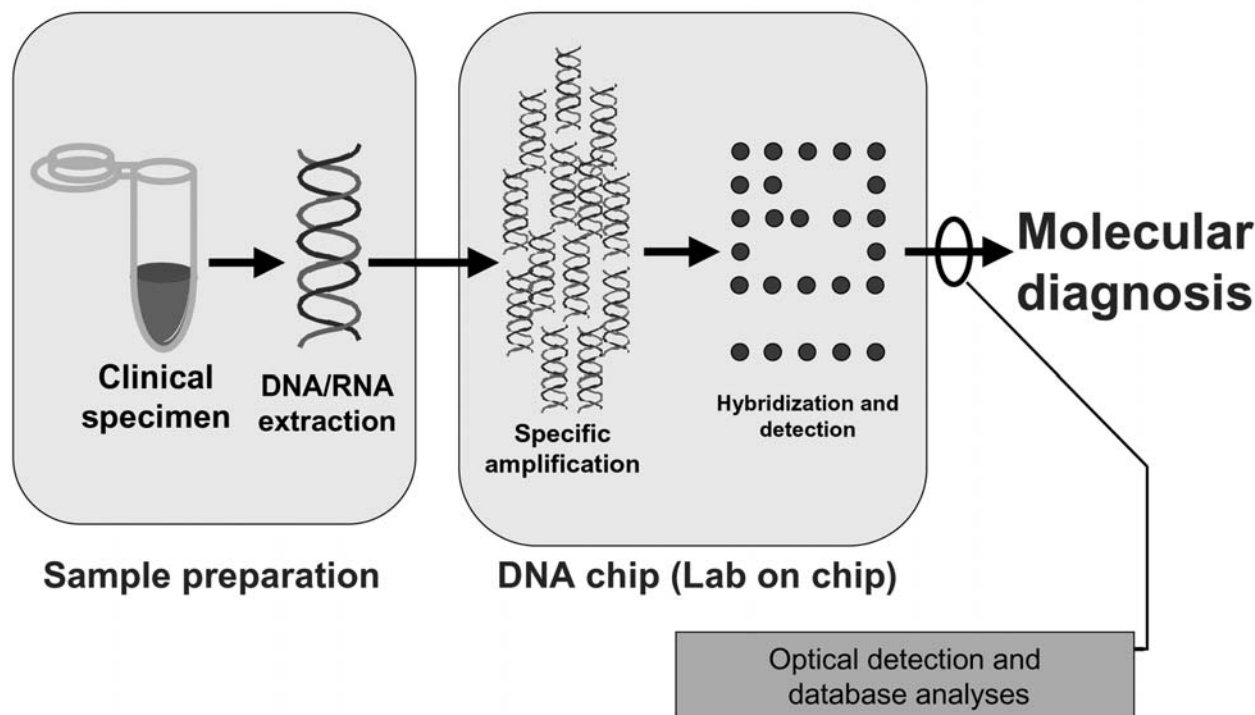 Clinical
specimen
DNA/RNA
extraction
Specific
amplification
Hybridization and
detection
Molecular
diagnosis
Sample preparation
DNA chip (Lab on chip)
Optical detection and
database analyses